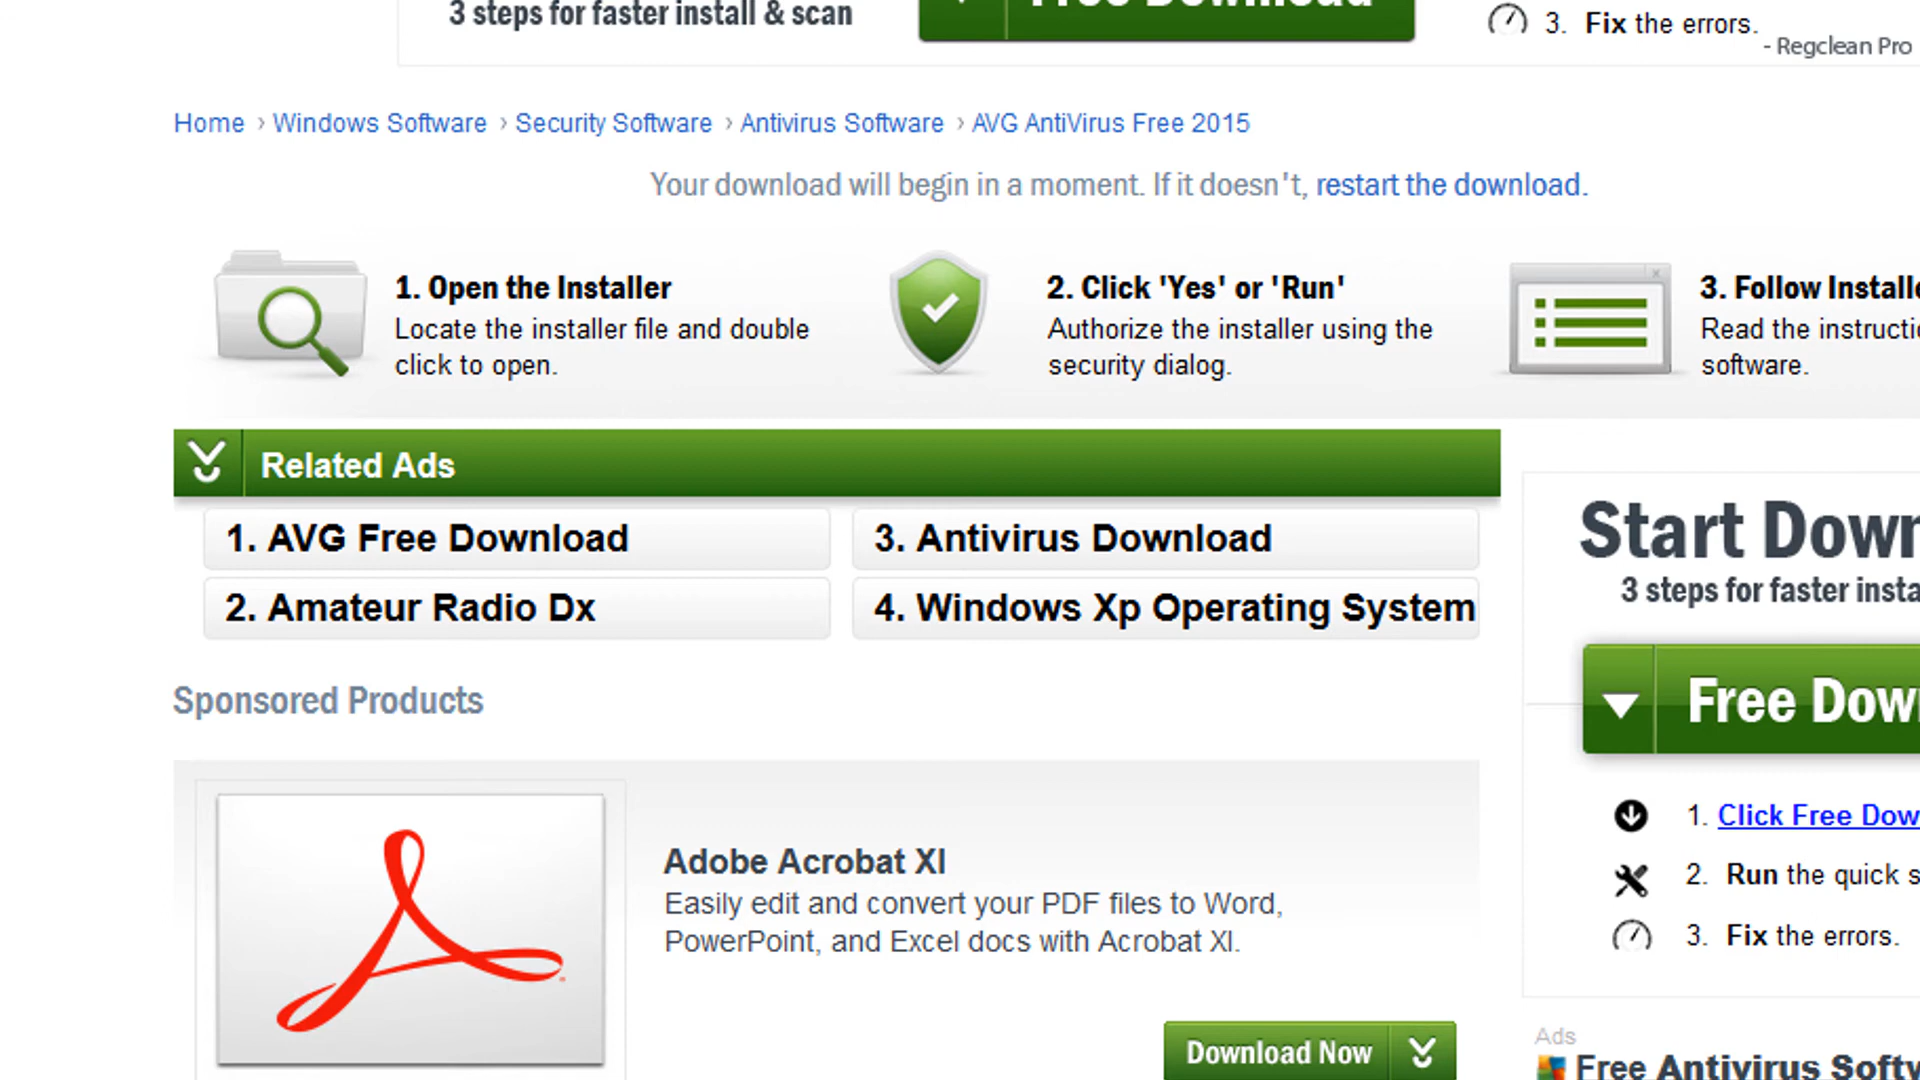 3 steps for faster install & scan
Free Download
3. Fix the errors.
- Regclean Pro
Home › Windows Software › Security Software › Antivirus Software › AVG AntiVirus Free 2015
Your download will begin in a moment. If it doesn't, restart the download.
1. Open the Installer
Locate the installer file and double
click to open.
2. Click 'Yes' or 'Run'
Authorize the installer using the
security dialog.
3. Follow Installe
Read the instructi
software.
Related Ads
1. AVG Free Download
3. Antivirus Download
2. Amateur Radio Dx
4. Windows Xp Operating System
Sponsored Products
Adobe Acrobat XI
Easily edit and convert your PDF files to Word,
PowerPoint, and Excel docs with Acrobat XI.
Download Now
Start Down
3 steps for faster insta
Free Down
1. Click Free Dow
2. Run the quick s
3. Fix the errors.
Ads
Free Antivirus Softw